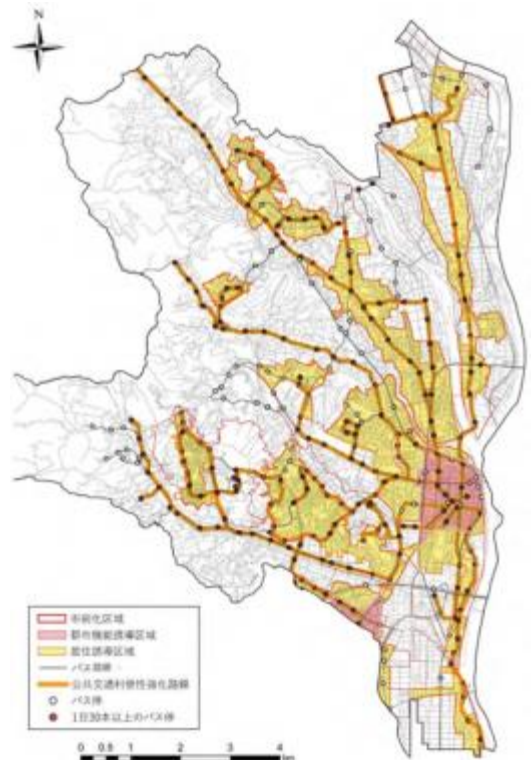 N
市街化区域
都市機能誘導区域
居住誘導区域
バス路線
公共交通利便性強化路線
バス停
1日30本以上のバス停
0 0.5 1 2 3 4
km